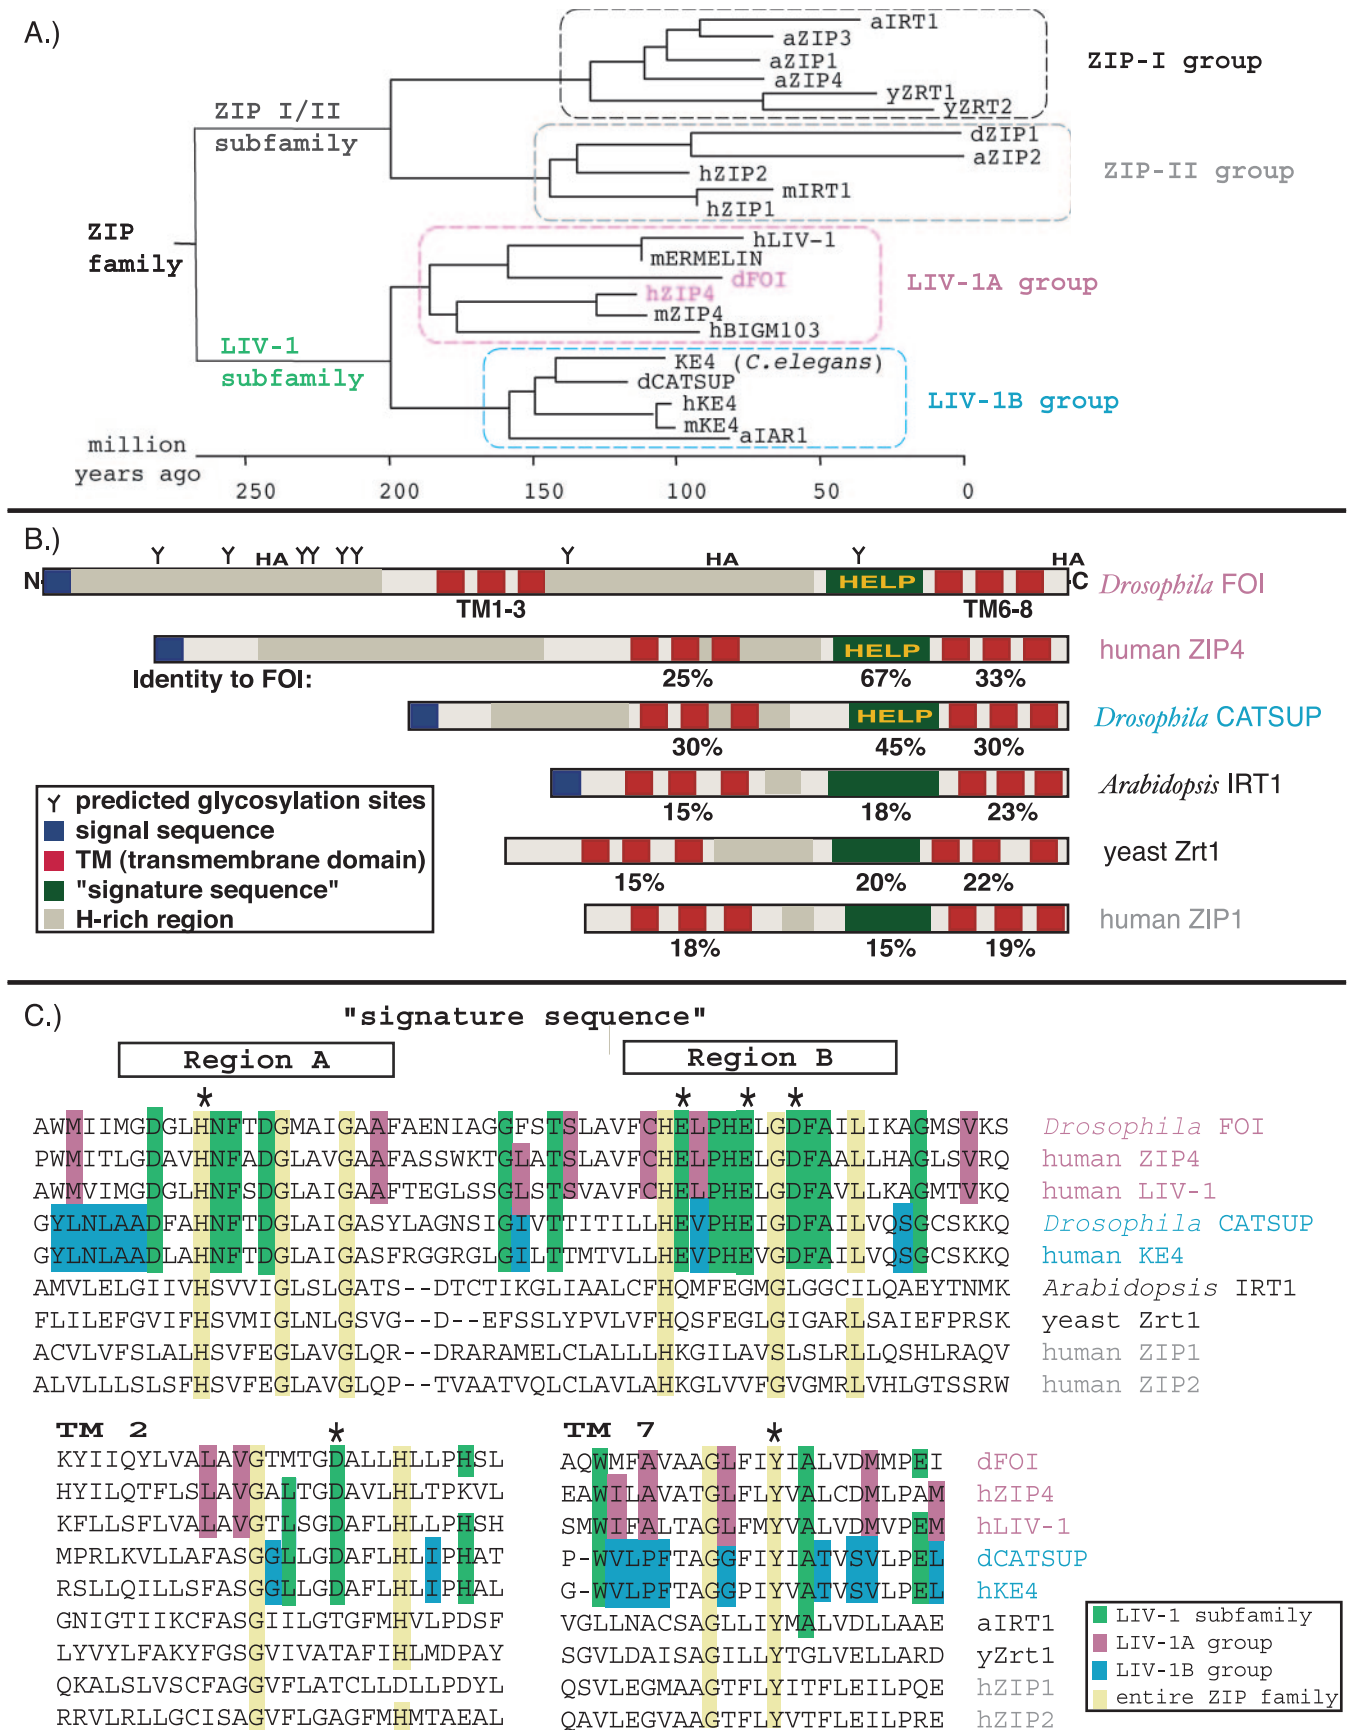 A.)
aIRT1
aZIP3
aZIP1
aZIP4
yZRT1
yZRT2
ZIP-I group
ZIP I/II
subfamily
dZIP1
aZIP2
hZIP2
mIRT1
hZIP1
ZIP-II group
ZIP
family
hLIV-1
mERMELIN
dFOI
hZIP4
mZIP4
hBIGM103
LIV-1A group
LIV-1
subfamily
KE4 (C.elegans)
dCATSUP
hKE4
mKE4
aIAR1
LIV-1B group
million
years ago
250 200 150 100 50 0
B.)
Y Y HA YY YY Y HA Y HA
N- HELP -C Drosophila FOI
TM1-3 TM6-8
HELP human ZIP4
Identity to FOI: 25% 67% 33%
HELP Drosophila CATSUP
30% 45% 30%
Arabidopsis IRT1
15% 18% 23%
yeast Zrt1
15% 20% 22%
human ZIP1
18% 15% 19%
Y predicted glycosylation sites
signal sequence
TM (transmembrane domain)
"signature sequence"
H-rich region
C.)
"signature sequence"
Region A Region B
* * * *
AWMIIMGDGLHNFTDGMAIGAAFAENIAGGFSTSLAVFCHELPHELGDFAILIKAGMSVKS Drosophila FOI
PWMITLGDAVHNFADGLAVGAAFASSWKTGLATSLAVFCHELPHELGDFAALLHAGLSVRQ human ZIP4
AWMVIMGDGLHNFSDGLAIGAAFTEGLSSGLSTSVAVFCHELPHELGDFAVLLKAGMTVKQ human LIV-1
GYLNLAADFAHNFTDGLAIGASYLAGNSIGIVTTITILLHEVPHEIGDFAILVQSGCSKKQ Drosophila CATSUP
GYLNLAADLAHNFTDGLAIGASFRGGRGLGILTTMTVLLHEVPHEVGDFAILVQSGCSKKQ human KE4
AMVLELGIIVHSVVIGLSLGATS--DTCTIKGLIAALCFHQMFEGMGLGGCILQAEYTNMK Arabidopsis IRT1
FLILEFGVIFHSVMIGLNLGSVG--D--EFSSLYPVLVFHQSFEGLGIGARLSAIEFPRSK yeast Zrt1
ACVLVFSLALHSVFEGLAVGLQR--DRARAMELCLALLLHKGILAVSLSLRLLQSHLRAQV human ZIP1
ALVLLLSLSFHSVFEGLAVGLQP--TVAATVQLCLAVLAHKGLVVFGVGMRLVHLGTSSRW human ZIP2
TM 2 *
KYIIQYLVALAVGTMTGDALLHLLPHSL
HYILQTFLSLAVGALTGDAVLHLTPKVL
KFLLSFLVALAVGTLSGDAFLHLLPHSH
MPRLKVLLAFASGGLLGDAFLHLIPHAT
RSLLQILLSFASGGLLGDAFLHLIPHAL
GNIGTIIKCFASGIILGTGFMHVLPDSF
LYVYLFAKYFGSGVIVATAFIHLMDPAY
QKALSLVSCFAGGVFLATCLLDLLPDYL
RRVLRLLGCISAGVFLGAGFMHMTAEAL
TM 7 *
AQWMFAVAAGLFIYIALVDMMPEI dFOI
EAWILAVATGLFLYVALCDMLPAM hZIP4
SMWIFALTAGLFMYVALVDMVPEM hLIV-1
P-WVLPFTAGGFIYIATVSVLPEL dCATSUP
G-WVLPFTAGGPIYVATVSVLPEL hKE4
VGLLNACSAGLLIYMALVDLLAAE aIRT1
SGVLDAISAGILLYTGLVELLARD yZrt1
QSVLEGMAAGTFLYITFLEILPQE hZIP1
QAVLEGVAAGTFLYVTFLEILPRE hZIP2
LIV-1 subfamily
LIV-1A group
LIV-1B group
entire ZIP family